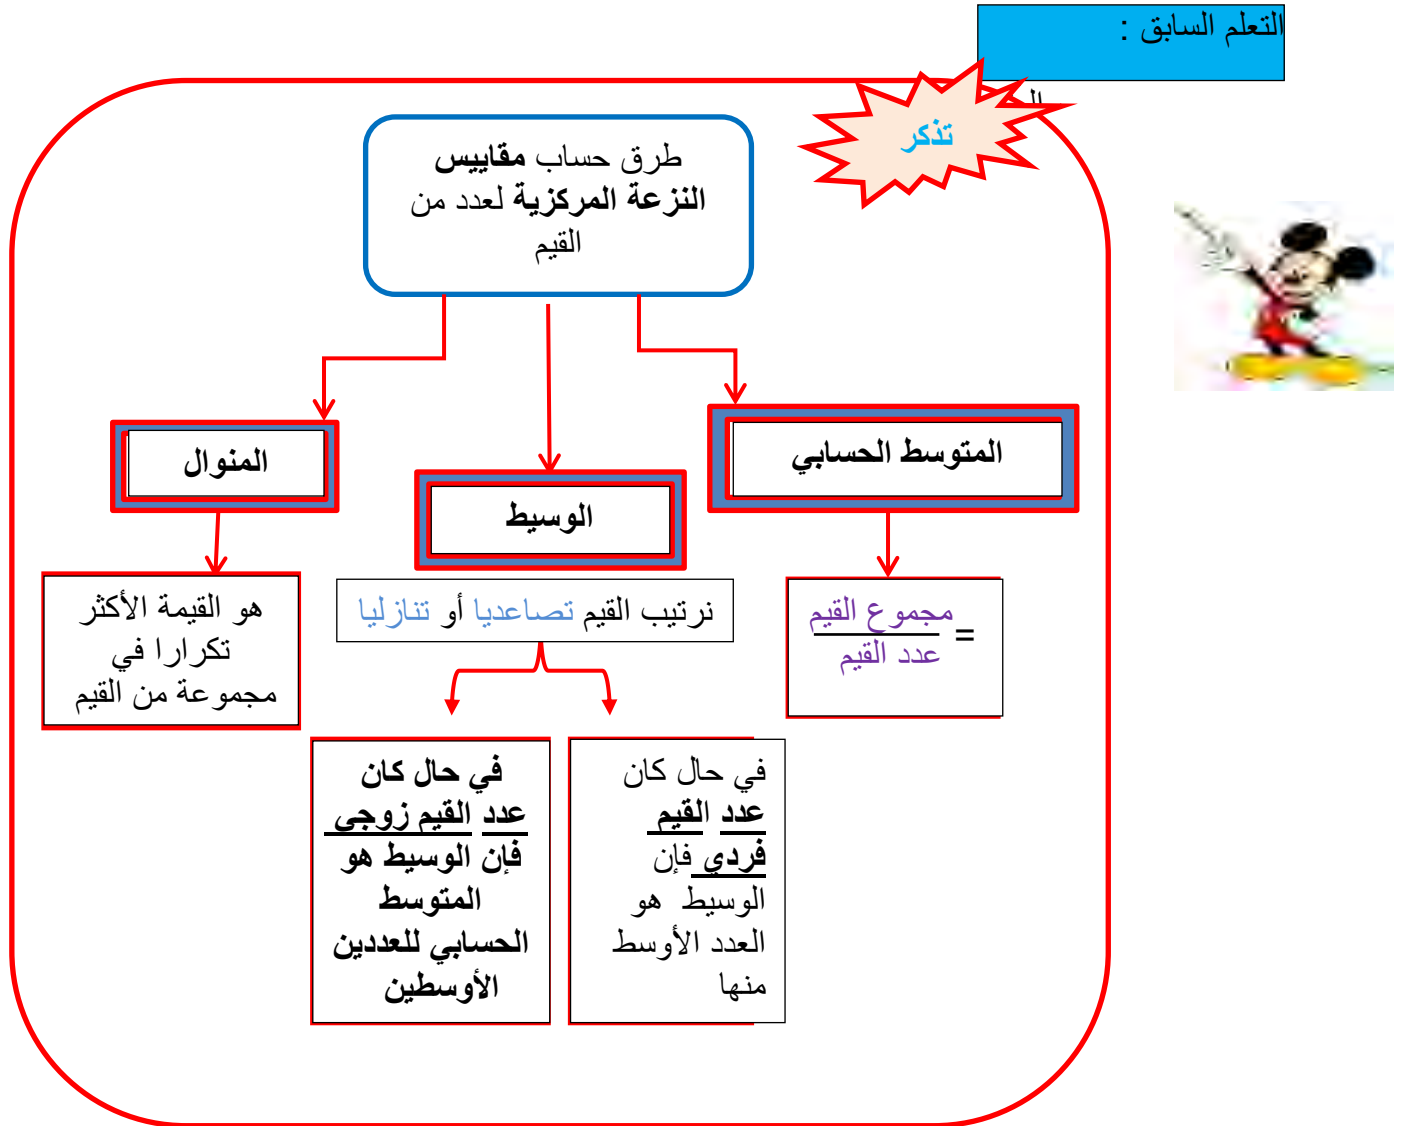 التعلم السابق :
تذكر
طرق حساب مقاييس
النزعة المركزية لعدد من
القيم
المتوسط الحسابي
الوسيط
المنوال
= مجموع القيم
عدد القيم
نرتيب القيم تصاعديا أو تنازليا
هو القيمة الأكثر
تكرارا في
مجموعة من القيم
في حال كان
عدد القيم
فردي فإن
الوسيط هو
العدد الأوسط
منها
في حال كان
عدد القيم زوجي
فإن الوسيط هو
المتوسط
الحسابي للعددين
الأوسطين